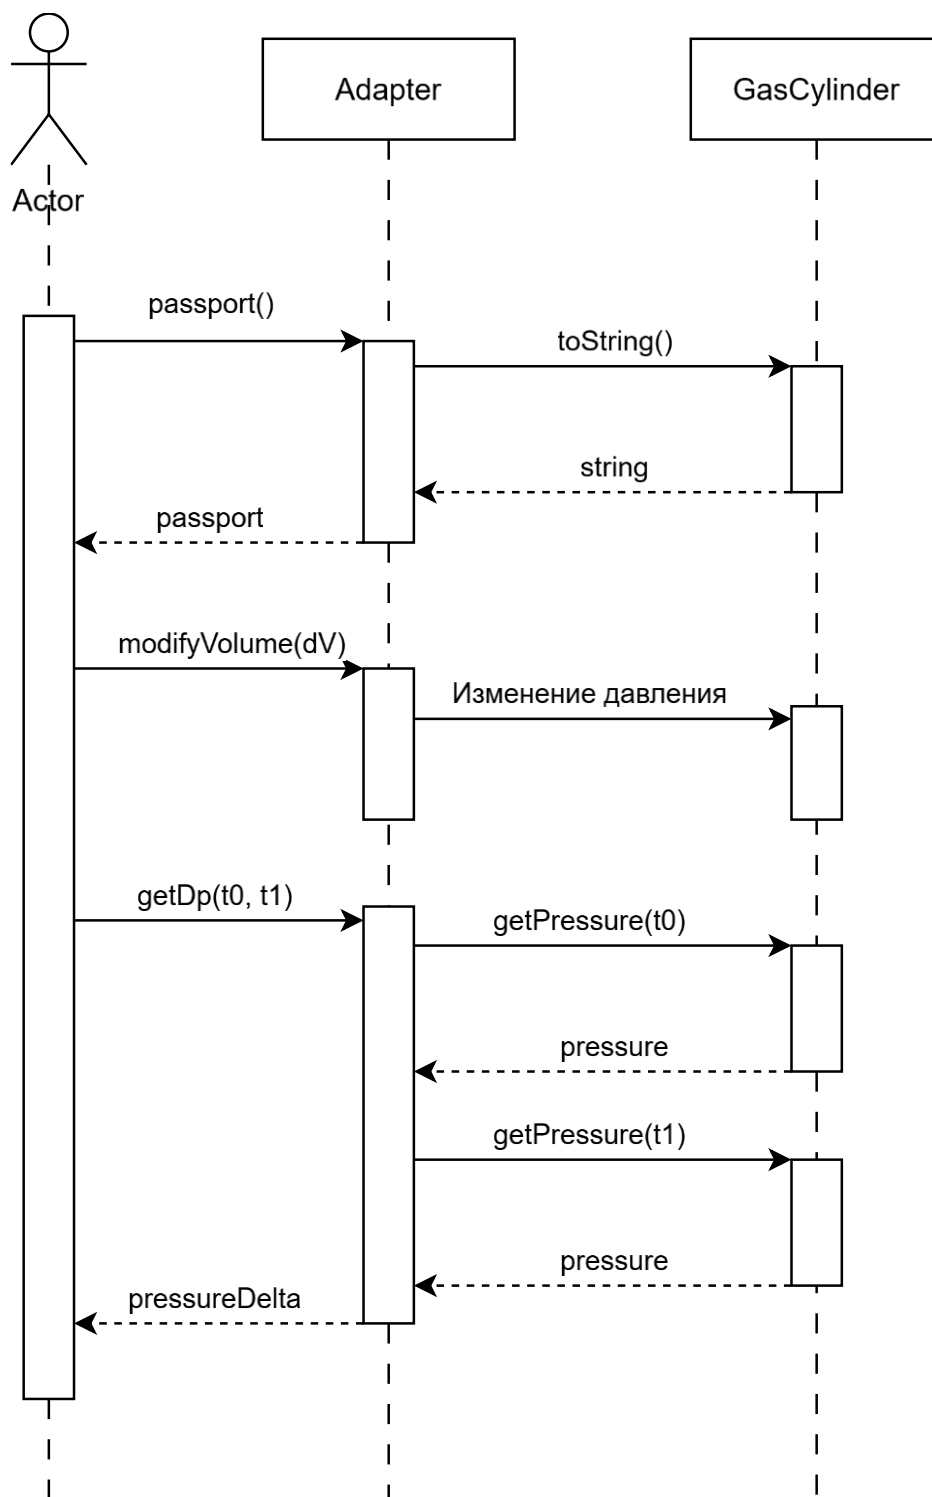 Adapter
GasCylinder
Actor
passport()
toString()
string
passport
modifyVolume(dV)
Изменение давления
getDp(t0, t1)
getPressure(t0)
pressure
getPressure(t1)
pressure
pressureDelta